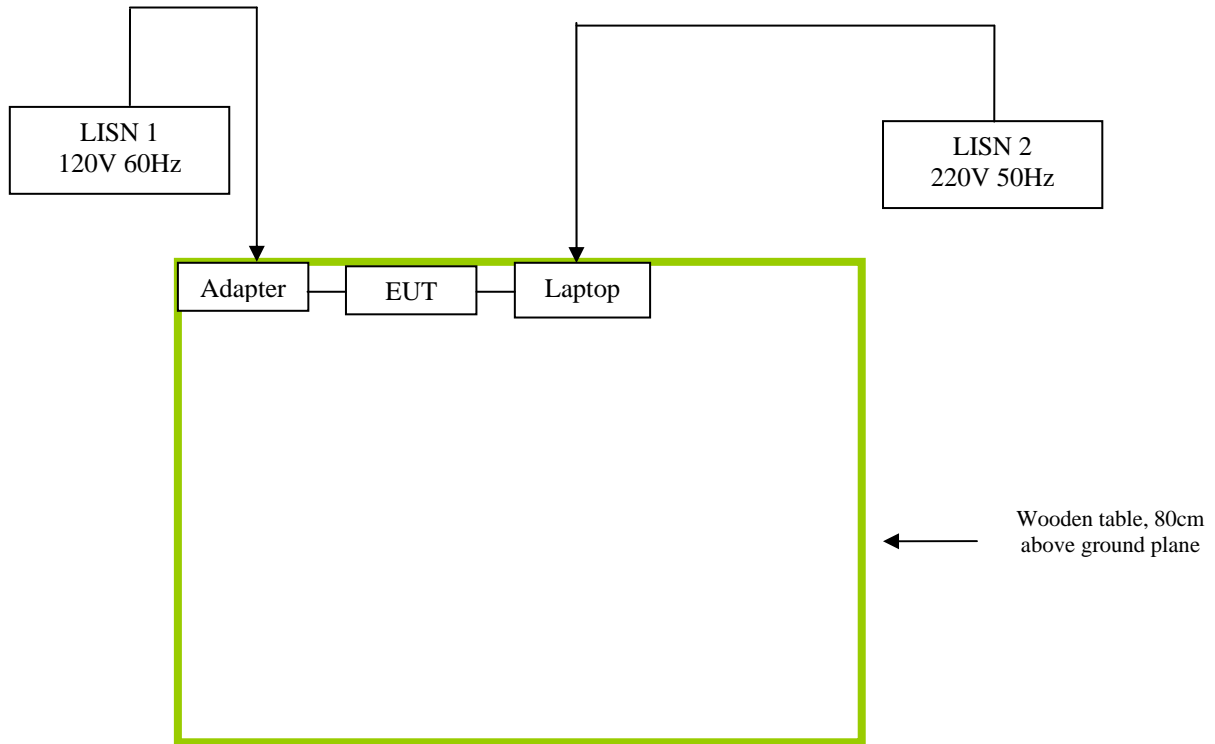 LISN 1
120V 60Hz
LISN 2
220V 50Hz
Adapter
EUT
Laptop
Wooden table, 80cm
above ground plane